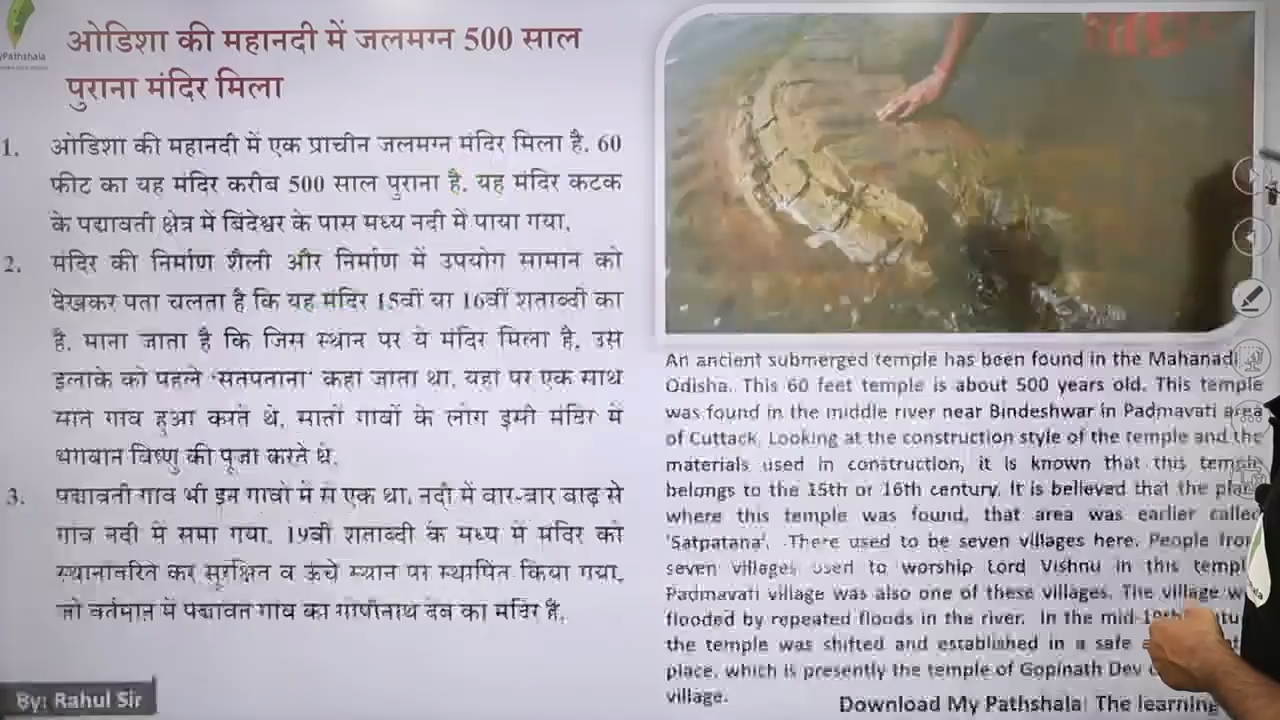 yPathshala
ओडिशा की महानदी में जलमग्न 500 साल
पुराना मंदिर मिला
1. ओडिशा की महानदी में एक प्राचीन जलमग्न मंदिर मिला है. 60
फीट का यह मंदिर करीब 500 साल पुराना है. यह मंदिर कटक
के पद्मावती क्षेत्र में बिंदेश्वर के पास मध्य नदी में पाया गया.
2. मंदिर की निर्माण शैली और निर्माण में उपयोग सामान को
देखकर पता चलता है कि यह मंदिर 15वीं या 16वीं शताब्दी का
है. माना जाता है कि जिस स्थान पर ये मंदिर मिला है. उस
इलाके को पहले 'सतपताना' कहा जाता था. यहां पर एक साथ
सात गांव हुआ करते थे. सातों गांवों के लोग इसी मंदिर में
भगवान विष्णु की पूजा करते थे.
3. पद्मावती गांव भी इन गांवों में से एक था. नदी में बार-बार बाढ़ से
गांव नदी में समा गया. 19वीं शताब्दी के मध्य में मंदिर को
स्थानांतरित कर सुरक्षित व ऊंचे स्थान पर स्थापित किया गया,
जो वर्तमान में पद्मावत गांव का गोपीनाथ देब का मंदिर है.
An ancient submerged temple has been found in the Mahanadi
Odisha. This 60 feet temple is about 500 years old. This temple
was found in the middle river near Bindeshwar in Padmavati area
of Cuttack. Looking at the construction style of the temple and the
materials used in construction, it is known that this temple
belongs to the 15th or 16th century. It is believed that the place
where this temple was found, that area was earlier called
'Satpatana'. .There used to be seven villages here. People from
seven villages used to worship Lord Vishnu in this temple
Padmavati village was also one of these villages. The village w
flooded by repeated floods in the river. In the mid-19th
the temple was shifted and established in a safe
place, which is presently the temple of Gopinath Dev
village.
By: Rahul Sir
Download My Pathshala: The learning